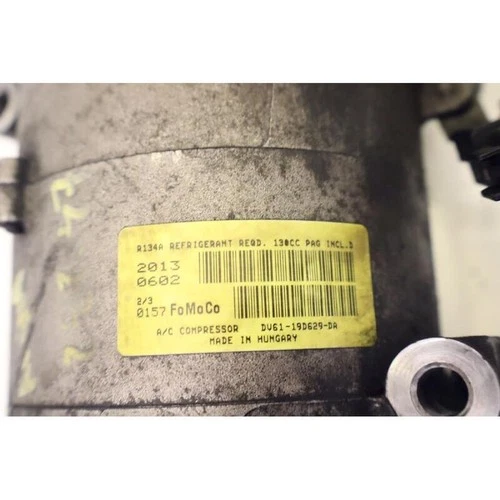 R134A REFRIGERANT REQD. 130CC PAG INCL.D
2013
0602
2/3
0157 FoMoCo
A/C COMPRESSOR DV61-19D629-DA
MADE IN HUNGARY